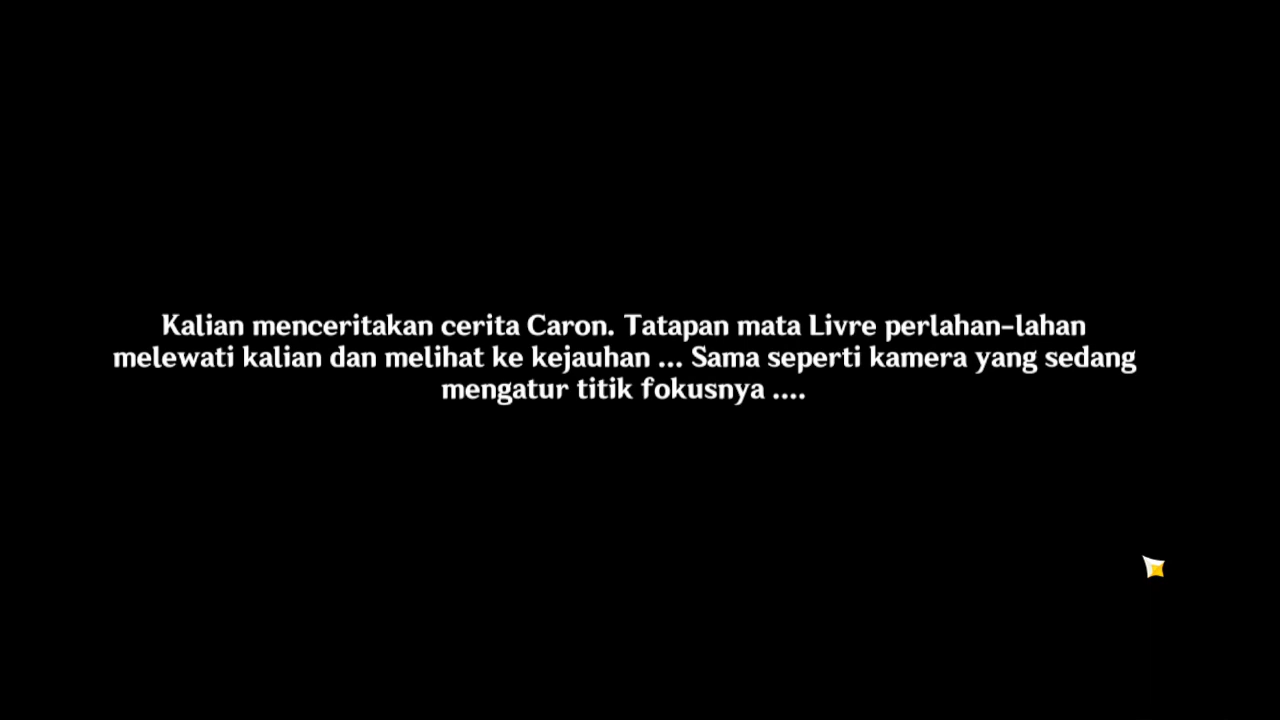 Kalian menceritakan cerita Caron. Tatapan mata Livre perlahan-lahan
melewati kalian dan melihat ke kejauhan ... Sama seperti kamera yang sedang
mengatur titik fokusnya ....